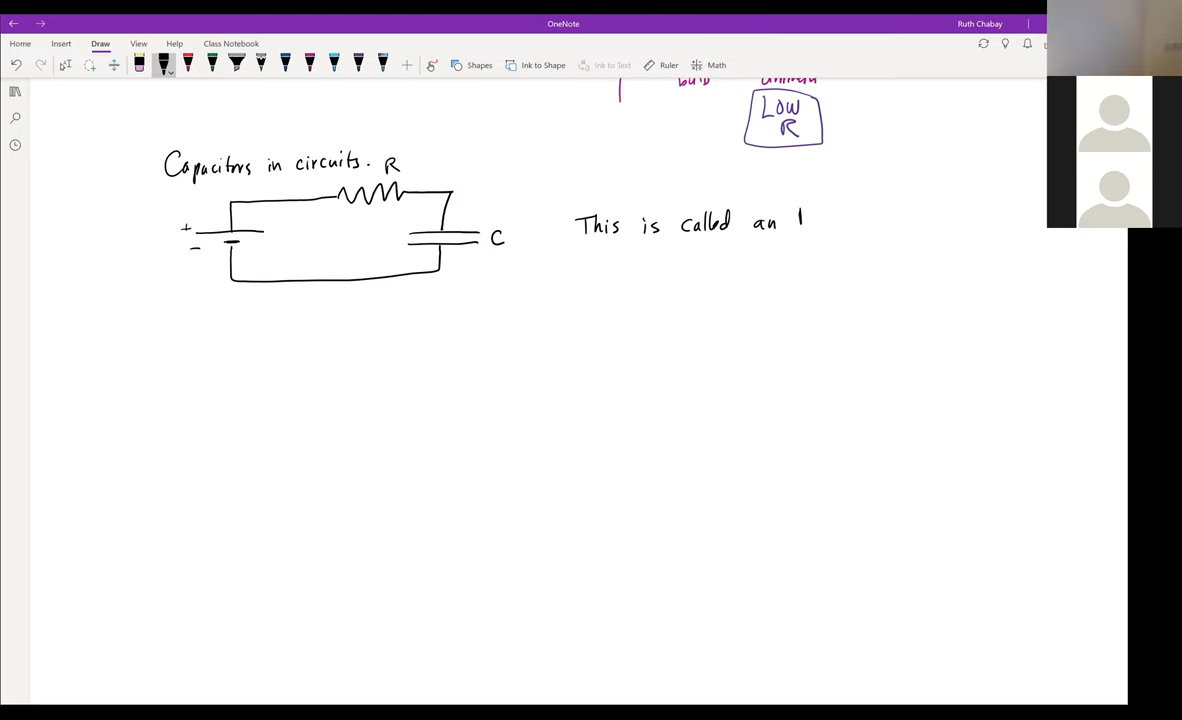 OneNote
Ruth Chabay
Home Insert Draw View Help Class Notebook
Shapes Ink to Shape Ink to Text Ruler Math
LOW
R
Capacitors in circuits. R
+
−
C
This is called an